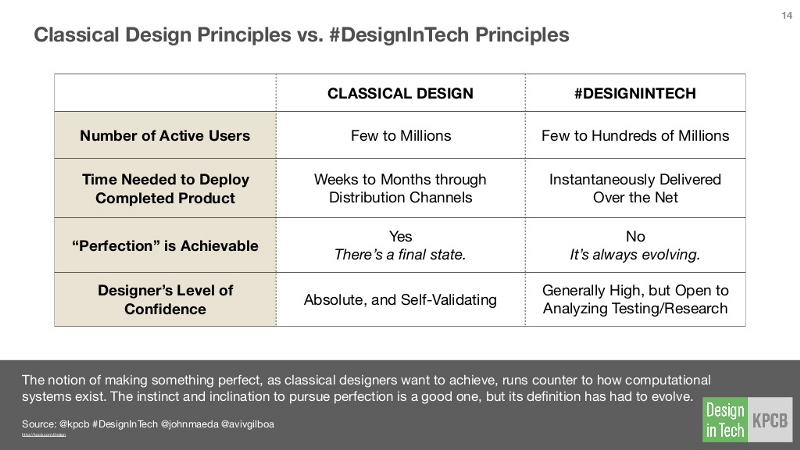 14
Classical Design Principles vs. #DesignInTech Principles
CLASSICAL DESIGN
#DESIGNINTECH
Number of Active Users
Few to Millions
Few to Hundreds of Millions
Time Needed to Deploy
Completed Product
Weeks to Months through
Distribution Channels
Instantaneously Delivered
Over the Net
“Perfection” is Achievable
Yes
There’s a final state.
No
It’s always evolving.
Designer’s Level of
Confidence
Absolute, and Self-Validating
Generally High, but Open to
Analyzing Testing/Research
The notion of making something perfect, as classical designers want to achieve, runs counter to how computational
systems exist. The instinct and inclination to pursue perfection is a good one, but its definition has had to evolve.
Source: @kpcb #DesignInTech @johnmaeda @avivgilboa
Design
in Tech
KPCB